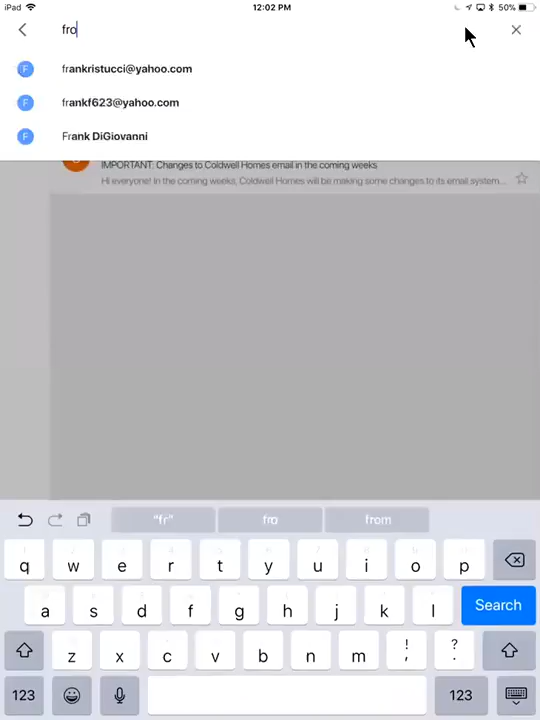 iPad
12:02 PM
50%
fro
F frankristucci@yahoo.com
F frankf623@yahoo.com
F Frank DiGiovanni
IMPORTANT: Changes to Coldwell Homes email in the coming weeks
Hi everyone! In the coming weeks, Coldwell Homes will be making some changes to its email system...
"fr" fro from
q w e r t y u i o p
a s d f g h j k l Search
z x c v b n m ! , ? .
123 123